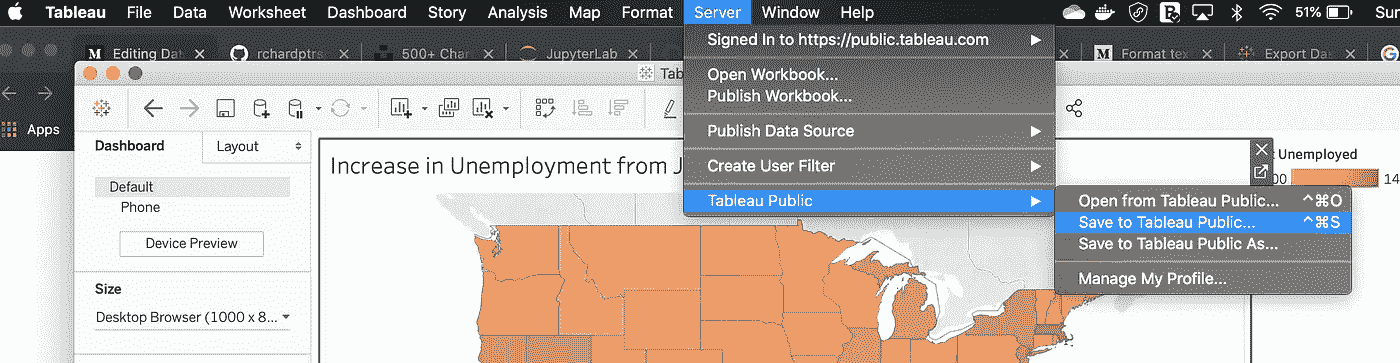 Tableau File Data Worksheet Dashboard Story Analysis Map Format Server Window Help 51% Sun
Editing Dat rchardptrs 500+ Char JupyterLab Format tex Export Das
Signed In to https://public.tableau.com
Tab
Open Workbook...
Publish Workbook...
Apps
Publish Data Source
Dashboard Layout
Increase in Unemployment from J
Create User Filter
Unemployed
00 14
Default
Phone
Tableau Public
Open from Tableau Public... ^⌘O
Save to Tableau Public... ^⌘S
Save to Tableau Public As...
Manage My Profile...
Device Preview
Size
Desktop Browser (1000 x 8...